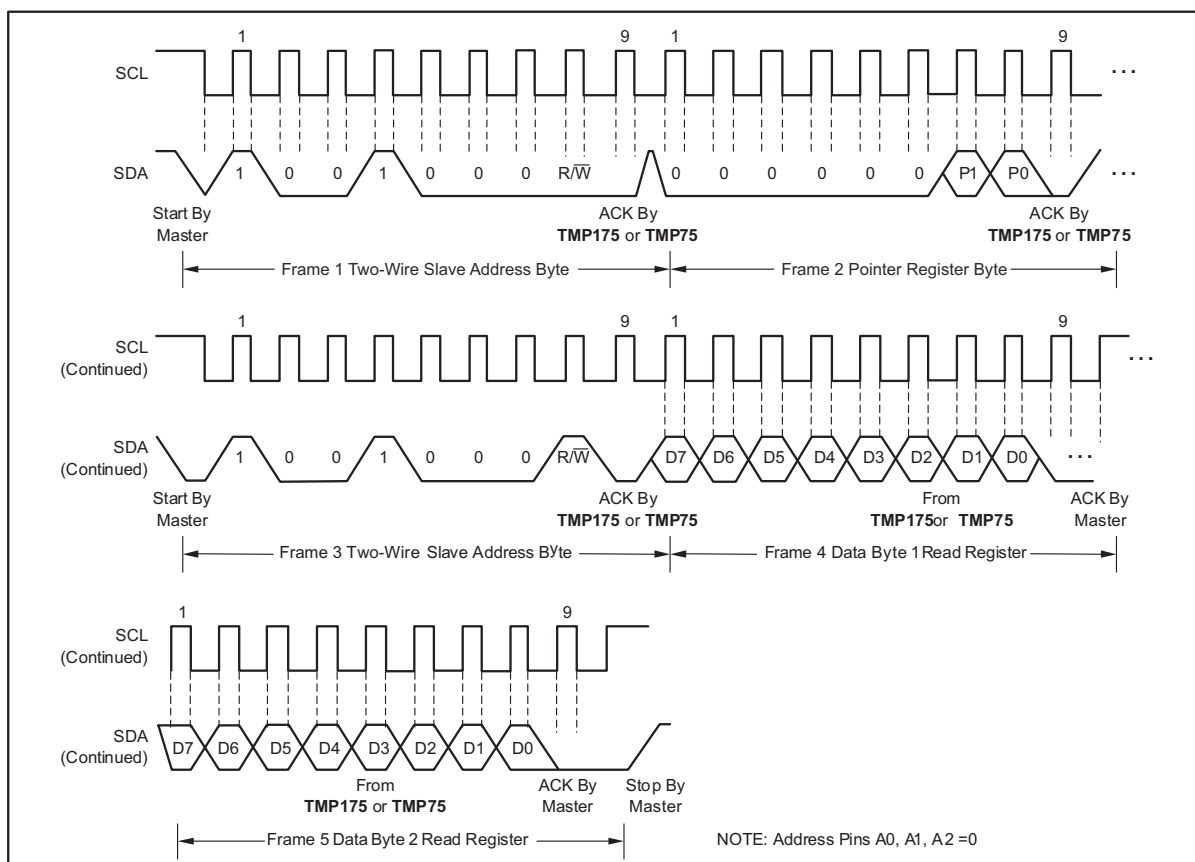 1 9 1 9
SCL ...
SDA 1 0 0 1 0 0 0 R/W̅ 0 0 0 0 0 0 P1 P0 ...
Start By ACK By ACK By
Master TMP175 or TMP75 TMP175 or TMP75
Frame 1 Two-Wire Slave Address Byte Frame 2 Pointer Register Byte
1 9 1 9
SCL
(Continued) ...
SDA
(Continued) 1 0 0 1 0 0 0 R/W̅ D7 D6 D5 D4 D3 D2 D1 D0 ...
Start By ACK By From ACK By
Master TMP175 or TMP75 TMP175or TMP75 Master
Frame 3 Two-Wire Slave Address Byte Frame 4 Data Byte 1 Read Register
1 9
SCL
(Continued)
SDA
(Continued) D7 D6 D5 D4 D3 D2 D1 D0
From ACK By Stop By
TMP175 or TMP75 Master Master
Frame 5 Data Byte 2 Read Register NOTE: Address Pins A0, A1, A2 =0